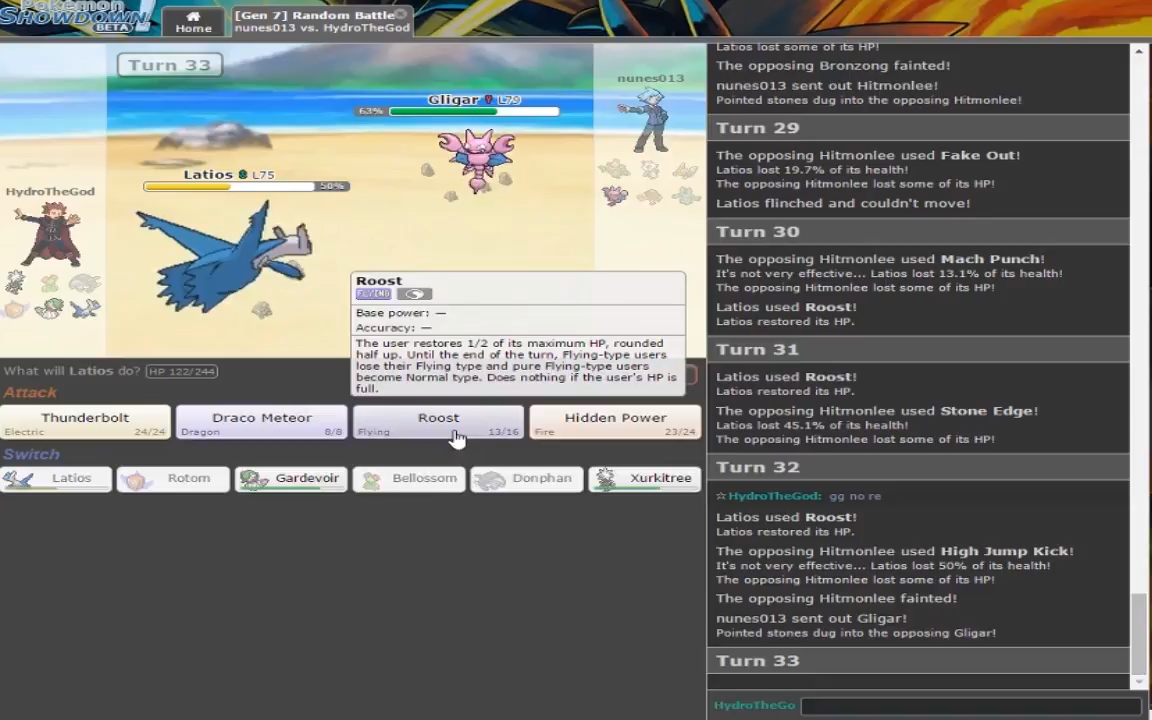 Pokémon
SHOWDOWN
BETA
Home
[Gen 7] Random Battle
nunes013 vs. HydroTheGod
Turn 33
nunes013
Gligar L79
63%
Latios L75
50%
HydroTheGod
Roost
FLYING
Base power: —
Accuracy: —
The user restores 1/2 of its maximum HP, rounded
half up. Until the end of the turn, Flying-type users
lose their Flying type and pure Flying-type users
become Normal type. Does nothing if the user's HP is
full.
What will Latios do? HP 122/244
Attack
Thunderbolt
Electric 24/24
Draco Meteor
Dragon 8/8
Roost
Flying 13/16
Hidden Power
Fire 23/24
Switch
Latios
Rotom
Gardevoir
Bellossom
Donphan
Xurkitree
Latios lost some of its HP!
The opposing Bronzong fainted!
nunes013 sent out Hitmonlee!
Pointed stones dug into the opposing Hitmonlee!
Turn 29
The opposing Hitmonlee used Fake Out!
Latios lost 19.7% of its health!
The opposing Hitmonlee lost some of its HP!
Latios flinched and couldn't move!
Turn 30
The opposing Hitmonlee used Mach Punch!
It's not very effective... Latios lost 13.1% of its health!
The opposing Hitmonlee lost some of its HP!
Latios used Roost!
Latios restored its HP.
Turn 31
Latios used Roost!
Latios restored its HP.
The opposing Hitmonlee used Stone Edge!
Latios lost 45.1% of its health!
The opposing Hitmonlee lost some of its HP!
Turn 32
☆HydroTheGod: gg no re
Latios used Roost!
Latios restored its HP.
The opposing Hitmonlee used High Jump Kick!
It's not very effective... Latios lost 50% of its health!
The opposing Hitmonlee lost some of its HP!
The opposing Hitmonlee fainted!
nunes013 sent out Gligar!
Pointed stones dug into the opposing Gligar!
Turn 33
HydroTheGo